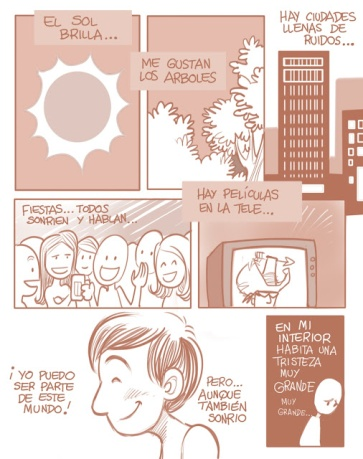 EL SOL
BRILLA...
ME GUSTAN
LOS ARBOLES
HAY CIUDADES
LLENAS DE
RUIDOS...
FIESTAS... TODOS
SONRIEN Y HABLAN...
HAY PELÍCULAS
EN LA TELE...
¡YO PUEDO
SER PARTE
DE ESTE
MUNDO!
PERO...
AUNQUE
TAMBIÉN
SONRIO
EN MI
INTERIOR
HABITA UNA
TRISTEZA
MUY
GRANDE
MUY
GRANDE...